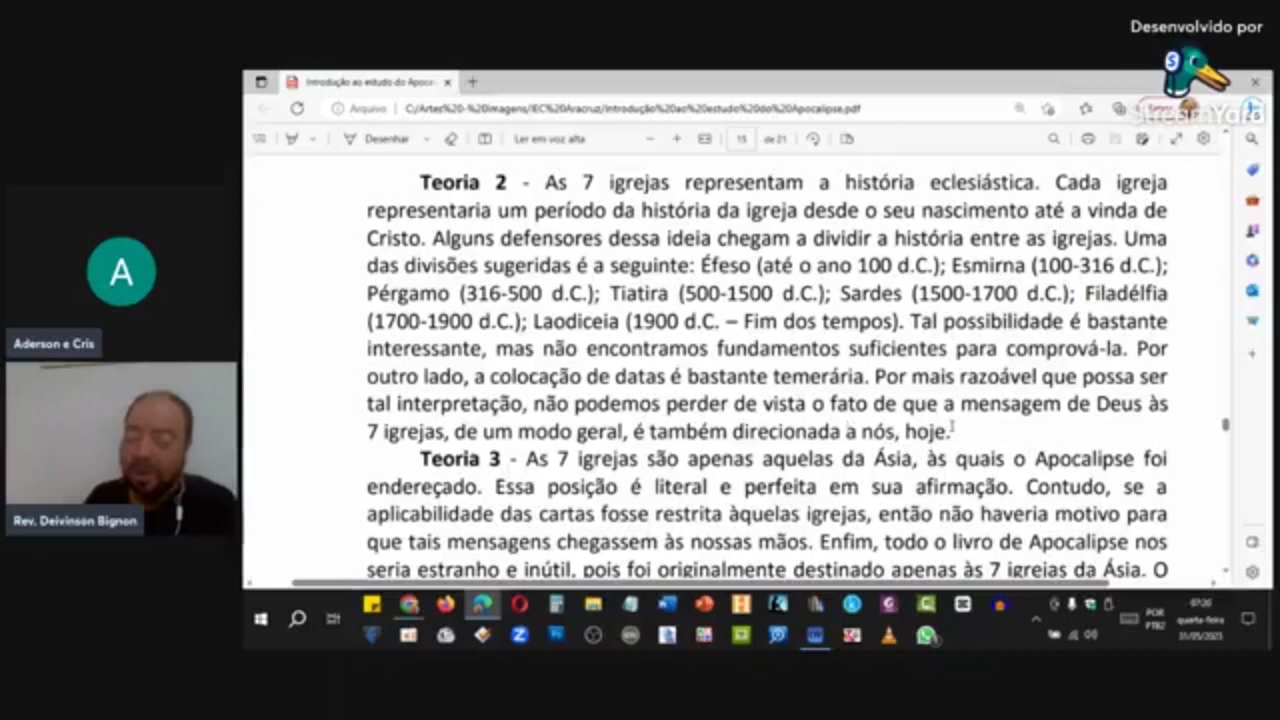 Desenvolvido por
StreamYard
Introdução ao estudo do Apoca
Arquivo
C:/Artes%20-%20Imagens/IEC%20Aracruz/Introdução%20ao%20estudo%20do%20Apocalipse.pdf
Desenhar
Ler em voz alta
15
de 21
Teoria 2 - As 7 igrejas representam a história eclesiástica. Cada igreja
representaria um período da história da igreja desde o seu nascimento até a vinda de
Cristo. Alguns defensores dessa ideia chegam a dividir a história entre as igrejas. Uma
das divisões sugeridas é a seguinte: Éfeso (até o ano 100 d.C.); Esmirna (100-316 d.C.);
Pérgamo (316-500 d.C.); Tiatira (500-1500 d.C.); Sardes (1500-1700 d.C.); Filadélfia
(1700-1900 d.C.); Laodiceia (1900 d.C. – Fim dos tempos). Tal possibilidade é bastante
interessante, mas não encontramos fundamentos suficientes para comprová-la. Por
outro lado, a colocação de datas é bastante temerária. Por mais razoável que possa ser
tal interpretação, não podemos perder de vista o fato de que a mensagem de Deus às
7 igrejas, de um modo geral, é também direcionada à nós, hoje.
Teoria 3 - As 7 igrejas são apenas aquelas da Ásia, às quais o Apocalipse foi
endereçado. Essa posição é literal e perfeita em sua afirmação. Contudo, se a
aplicabilidade das cartas fosse restrita àquelas igrejas, então não haveria motivo para
que tais mensagens chegassem às nossas mãos. Enfim, todo o livro de Apocalipse nos
seria estranho e inútil, pois foi originalmente destinado apenas às 7 igrejas da Ásia. O
A
Aderson e Cris
Rev. Deivinson Bignon
POR
PTB2
07:20
quarta-feira
31/05/2023